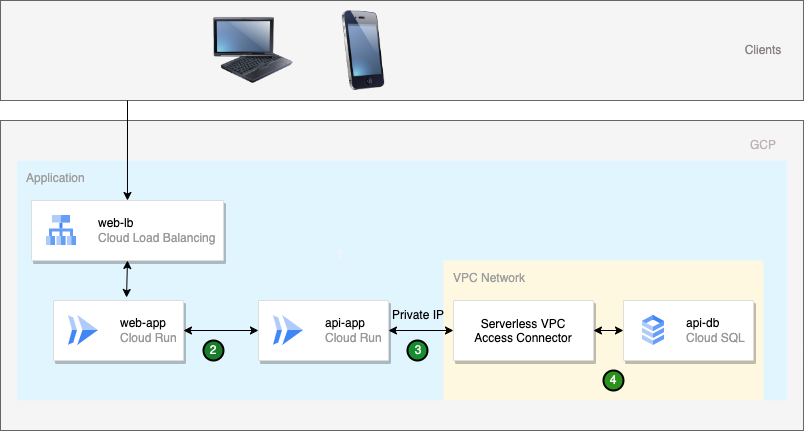 Clients
GCP
Application
web-lb
Cloud Load Balancing
VPC Network
web-app
Cloud Run
2
api-app
Cloud Run
Private IP
3
Serverless VPC
Access Connector
4
api-db
Cloud SQL